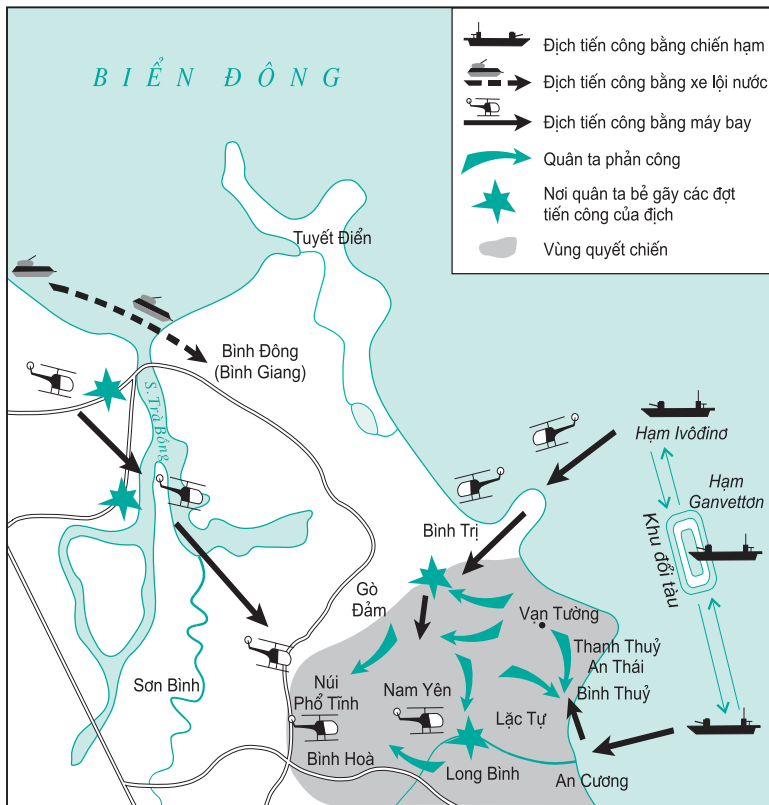 BIỂN ĐÔNG
Địch tiến công bằng chiến hạm
Địch tiến công bằng xe lội nước
Địch tiến công bằng máy bay
Quân ta phản công
Nơi quân ta bẻ gãy các đợt
tiến công của địch
Vùng quyết chiến
Tuyết Điển
Bình Đông
(Bình Giang)
S. Trà Bồng
Hạm Ivôđinơ
Hạm
Ganvettơn
Khu đổi tàu
Bình Trị
Gò
Đảm
Vạn Tường
Thanh Thuỷ
An Thái
Bình Thuỷ
Sơn Bình
Núi
Phổ Tĩnh
Nam Yên
Lặc Tự
Bình Hoà
Long Bình
An Cương